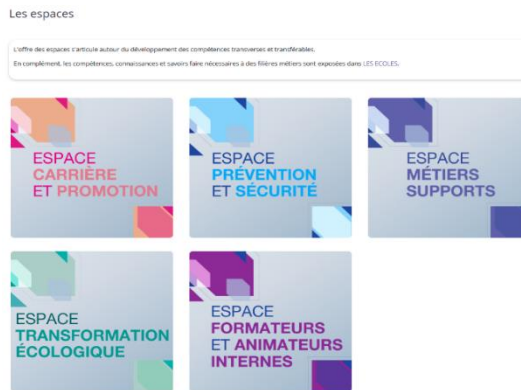 Les espaces
L'offre des espaces s'articule autour du développement des compétences transverses et transférables.
En complément, les compétences, connaissances et savoirs faire nécessaires à des filières métiers sont exposées dans LES ECOLES.
ESPACE
CARRIÈRE
ET PROMOTION
ESPACE
PRÉVENTION
ET SÉCURITÉ
ESPACE
MÉTIERS
SUPPORTS
ESPACE
TRANSFORMATION
ÉCOLOGIQUE
ESPACE
FORMATEURS
ET ANIMATEURS
INTERNES